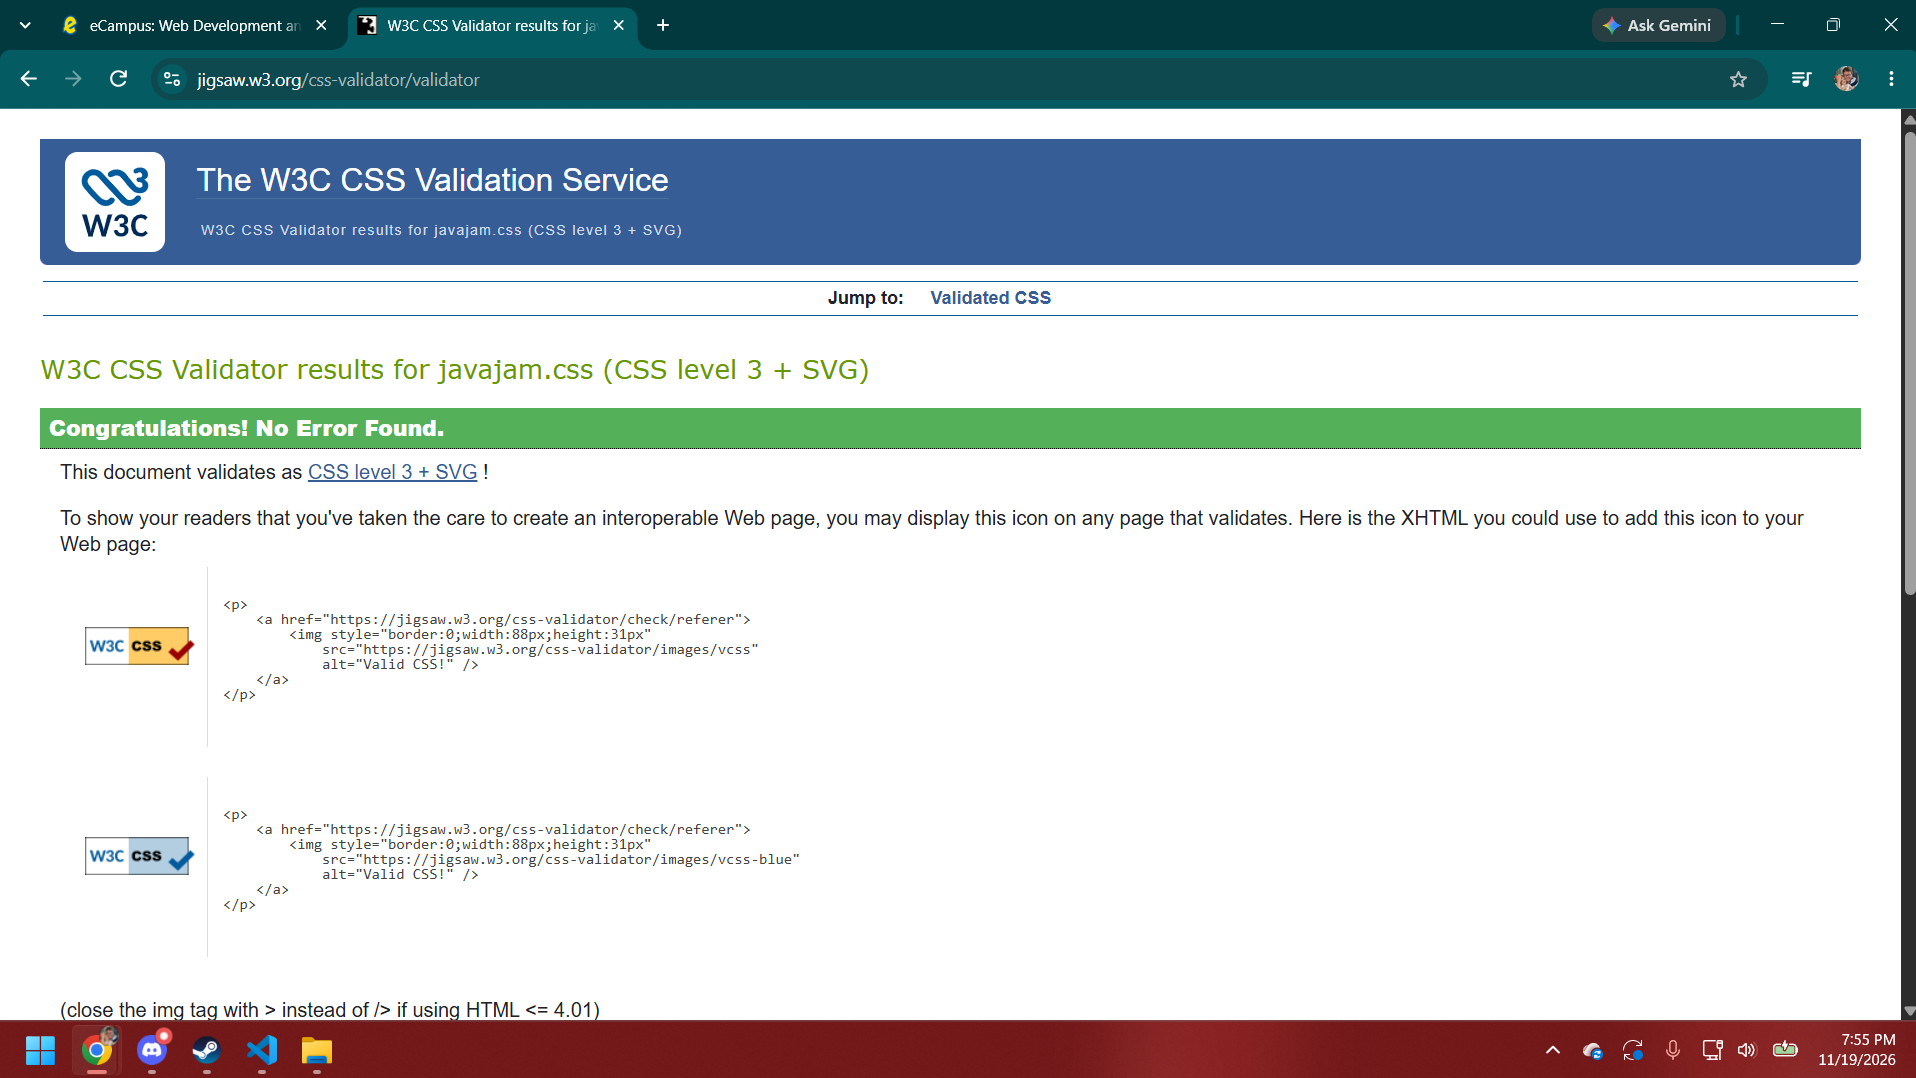 eCampus: Web Development an
W3C CSS Validator results for ja
Ask Gemini
jigsaw.w3.org/css-validator/validator
W3C
The W3C CSS Validation Service
W3C CSS Validator results for javajam.css (CSS level 3 + SVG)
Jump to: Validated CSS
W3C CSS Validator results for javajam.css (CSS level 3 + SVG)
Congratulations! No Error Found.
This document validates as CSS level 3 + SVG !
To show your readers that you've taken the care to create an interoperable Web page, you may display this icon on any page that validates. Here is the XHTML you could use to add this icon to your
Web page:
W3C CSS
<p>
<a href="https://jigsaw.w3.org/css-validator/check/referer">
<img style="border:0;width:88px;height:31px"
src="https://jigsaw.w3.org/css-validator/images/vcss"
alt="Valid CSS!" />
</a>
</p>
W3C CSS
<p>
<a href="https://jigsaw.w3.org/css-validator/check/referer">
<img style="border:0;width:88px;height:31px"
src="https://jigsaw.w3.org/css-validator/images/vcss-blue"
alt="Valid CSS!" />
</a>
</p>
(close the img tag with > instead of /> if using HTML <= 4.01)
7:55 PM
11/19/2026